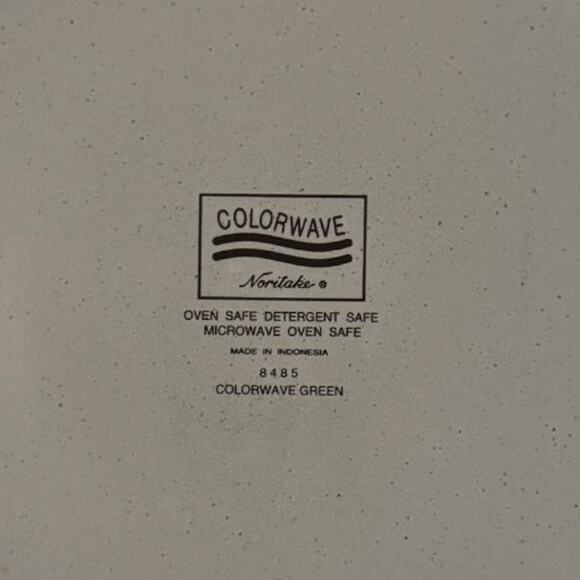 COLORWAVE
Noritake ®
OVEN SAFE DETERGENT SAFE
MICROWAVE OVEN SAFE
MADE IN INDONESIA
8485
COLORWAVE GREEN